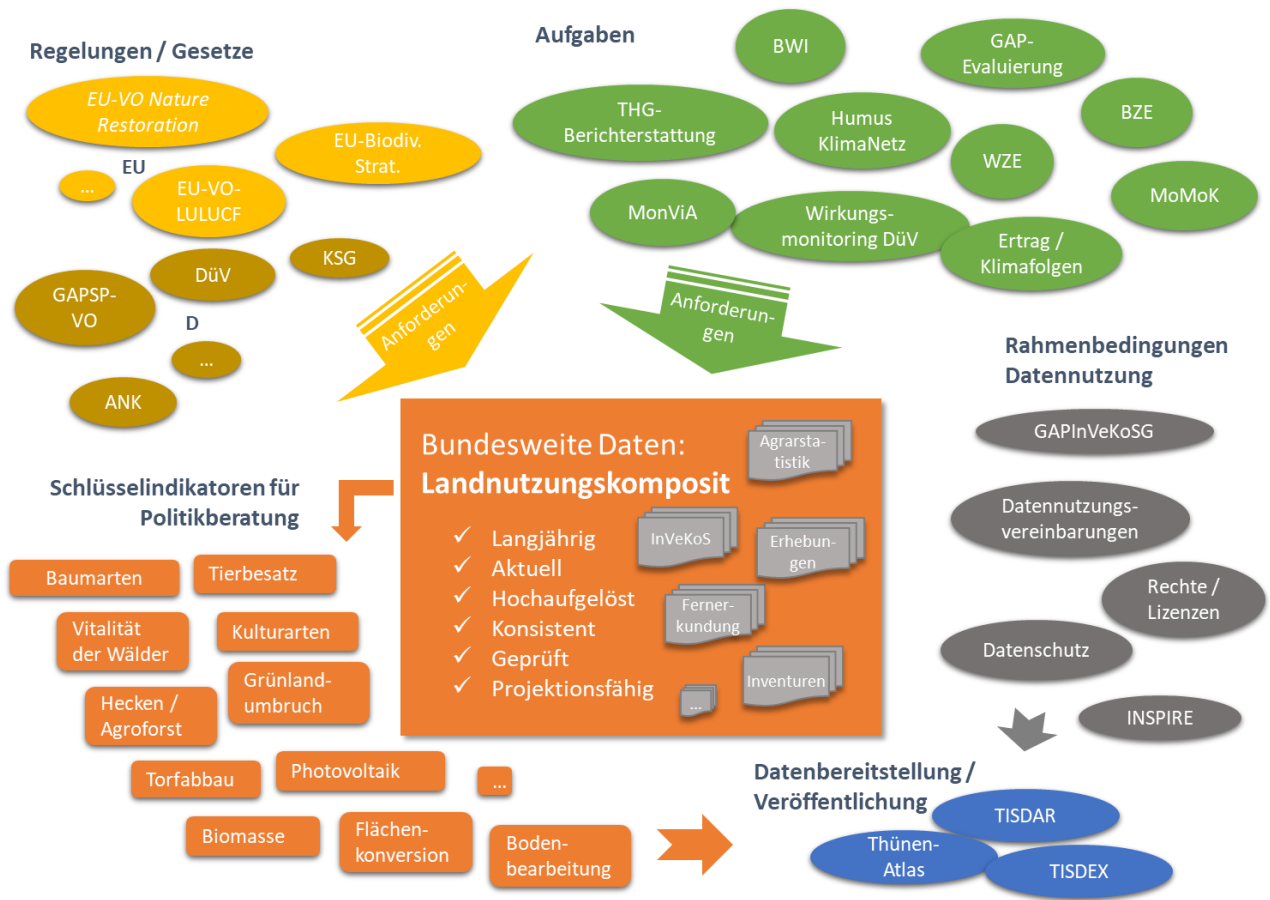 Regelungen / Gesetze
EU-VO Nature
Restoration
EU-Biodiv.
Strat.
EU
...
EU-VO-
LULUCF
KSG
DüV
GAPSP-
VO
D
...
ANK
Anforderun-
gen
Aufgaben
BWI
GAP-
Evaluierung
THG-
Berichterstattung
Humus
KlimaNetz
BZE
WZE
MoMoK
MonViA
Wirkungs-
monitoring DüV
Ertrag /
Klimafolgen
Anforderun-
gen
Rahmenbedingungen
Datennutzung
GAPInVeKoSG
Datennutzungs-
vereinbarungen
Rechte /
Lizenzen
Datenschutz
INSPIRE
Bundesweite Daten:
Landnutzungskomposit
✓ Langjährig
✓ Aktuell
✓ Hochaufgelöst
✓ Konsistent
✓ Geprüft
✓ Projektionsfähig
Agrarsta-
tistik
InVeKoS
Erhebun-
gen
Ferner-
kundung
Inventuren
...
Schlüsselindikatoren für
Politikberatung
Baumarten
Tierbesatz
Vitalität
der Wälder
Kulturarten
Hecken /
Agroforst
Grünland-
umbruch
Torfabbau
Photovoltaik
...
Biomasse
Flächen-
konversion
Boden-
bearbeitung
Datenbereitstellung /
Veröffentlichung
TISDAR
Thünen-
Atlas
TISDEX